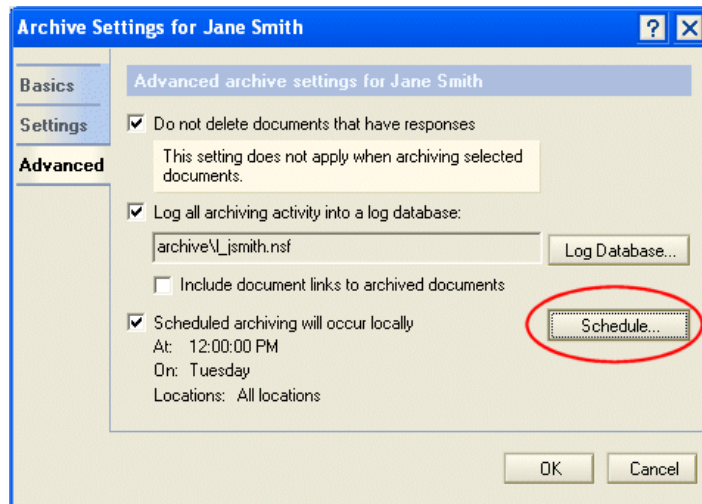 Archive Settings for Jane Smith
Basics
Settings
Advanced
Advanced archive settings for Jane Smith
Do not delete documents that have responses
This setting does not apply when archiving selected
documents.
Log all archiving activity into a log database:
archive\l_jsmith.nsf
Log Database...
Include document links to archived documents
Scheduled archiving will occur locally
Schedule...
At: 12:00:00 PM
On: Tuesday
Locations: All locations
OK
Cancel